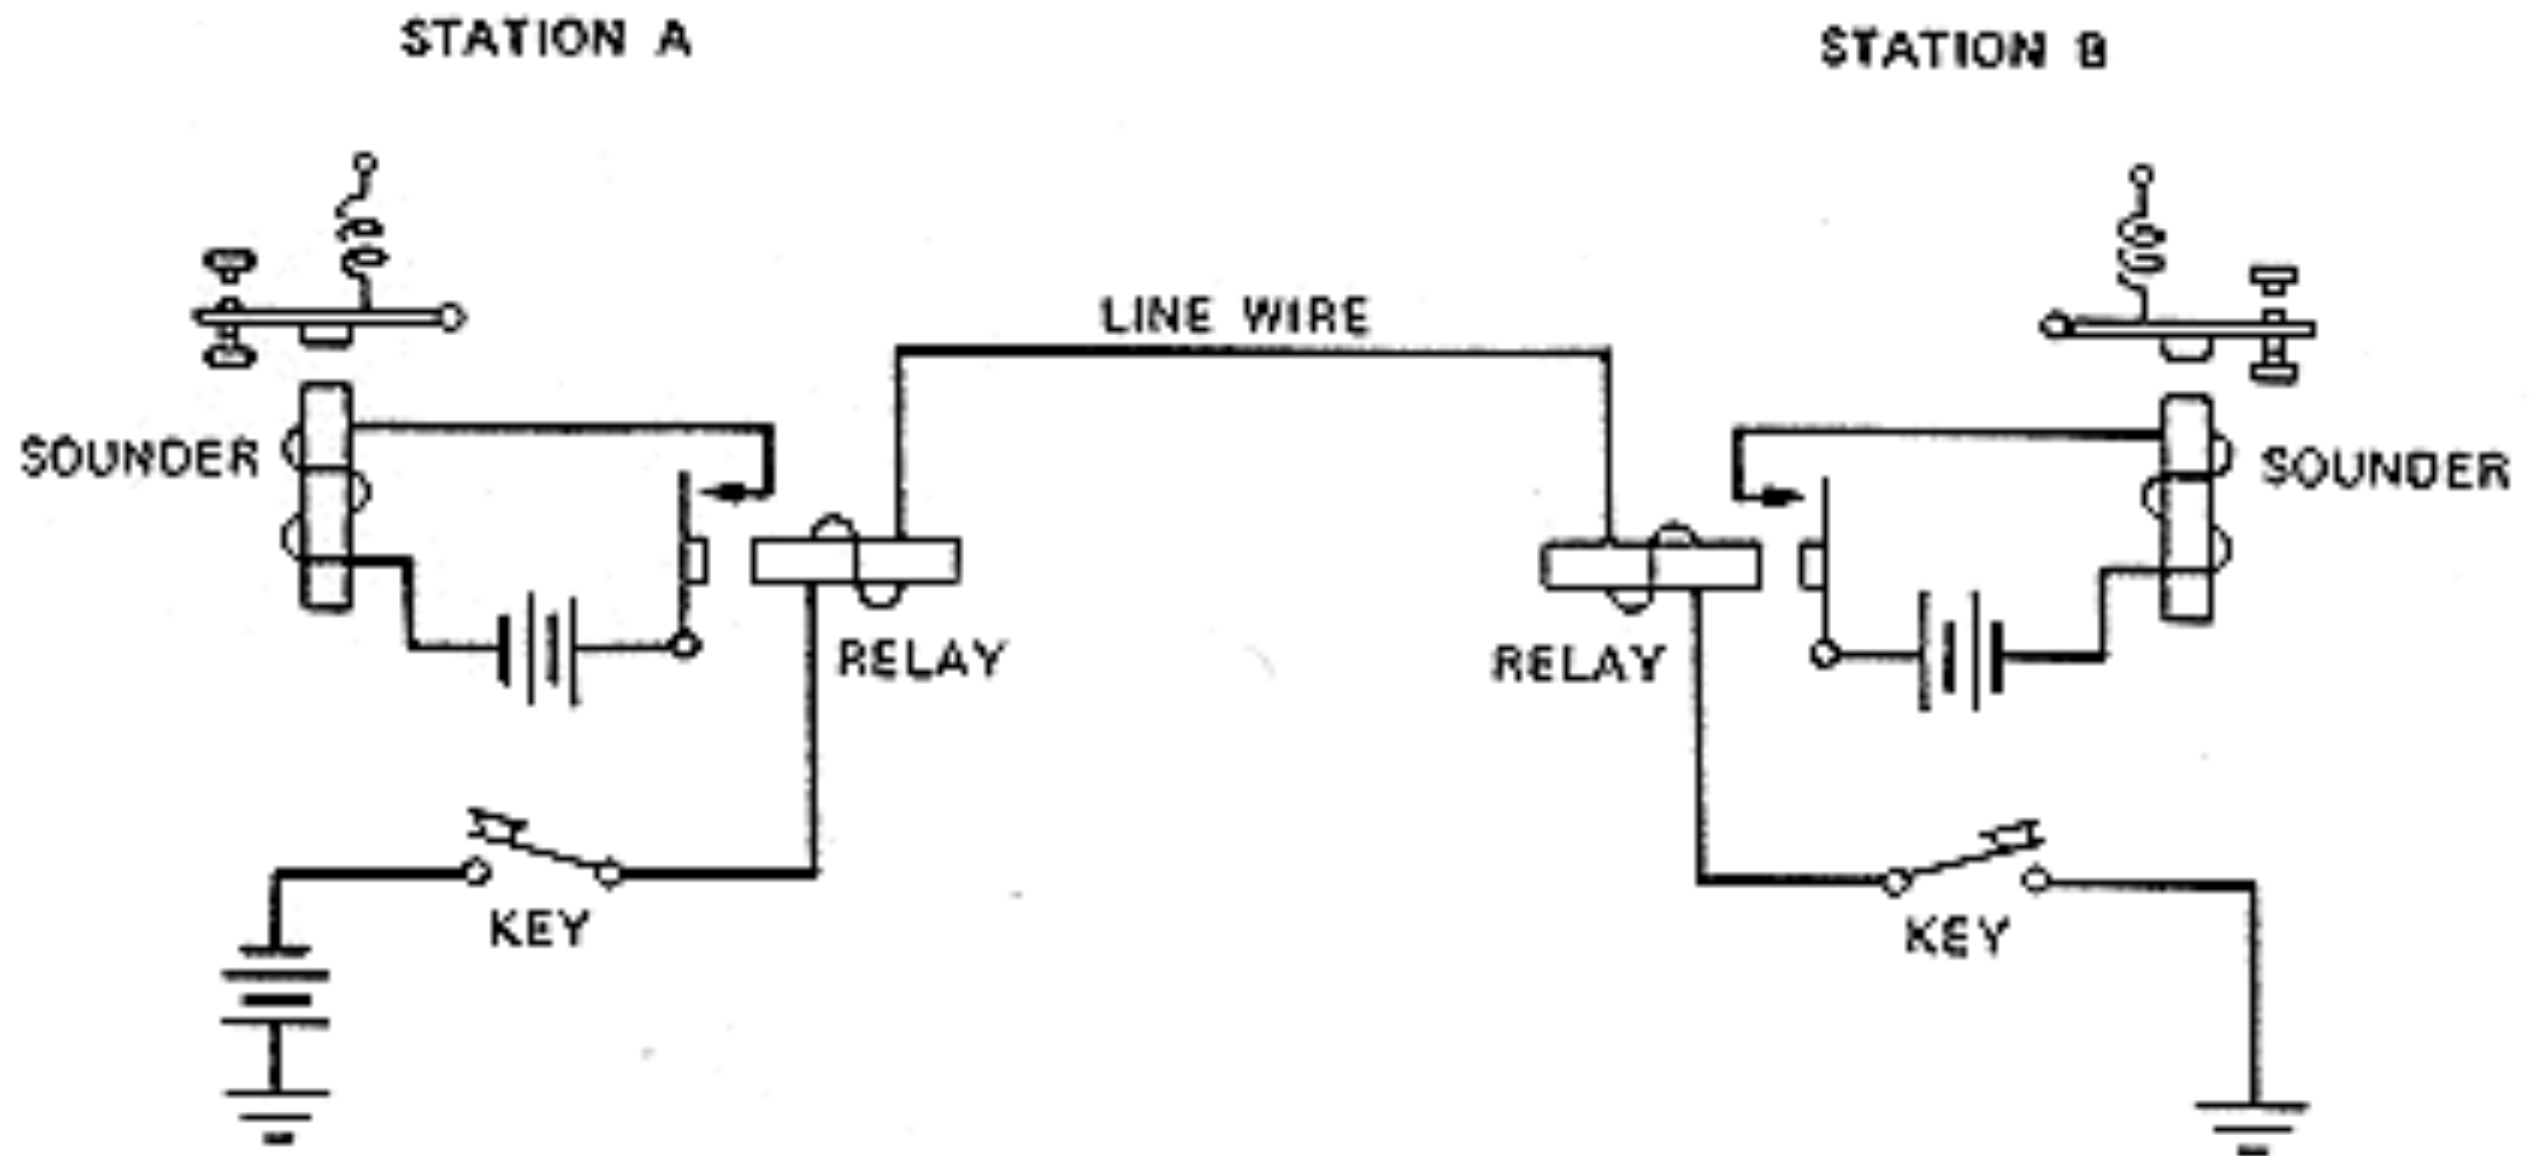 STATION A
STATION B
LINE WIRE
SOUNDER
SOUNDER
RELAY
RELAY
KEY
KEY